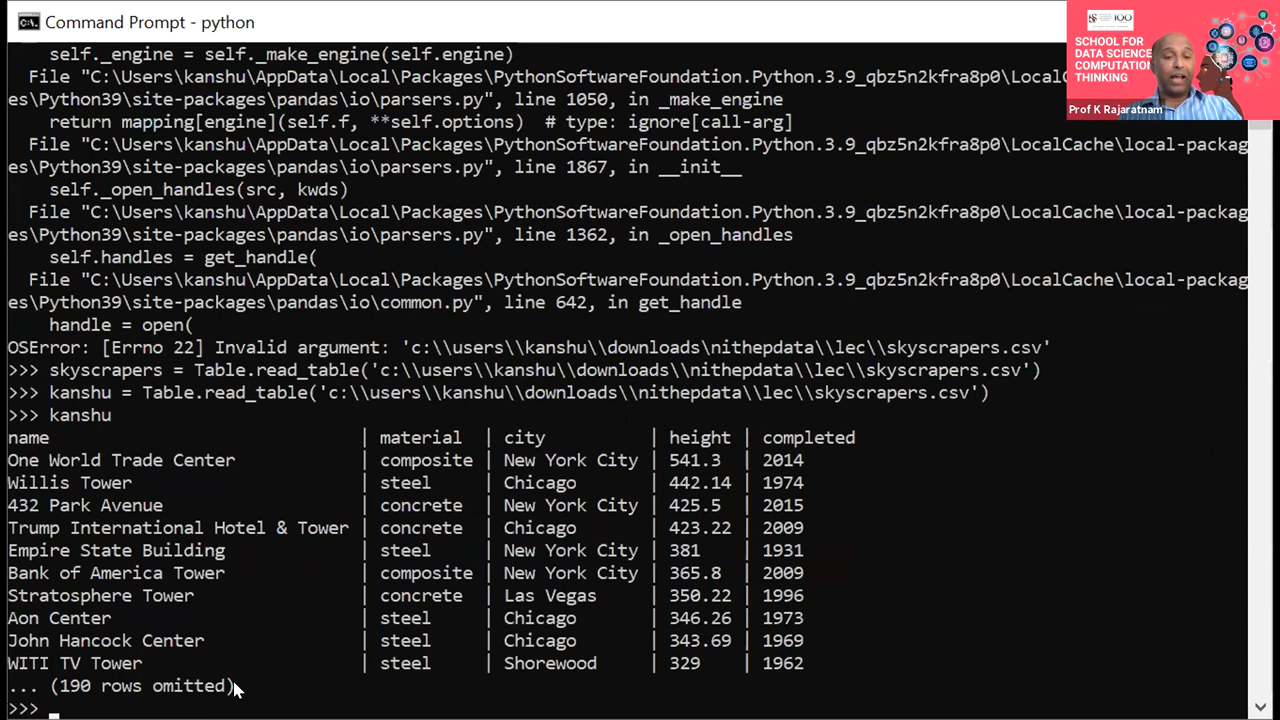 Command Prompt - python
self._engine = self._make_engine(self.engine)
File "C:\Users\kanshu\AppData\Local\Packages\PythonSoftwareFoundation.Python.3.9_qbz5n2kfra8p0\LocalCache\local-packag
es\Python39\site-packages\pandas\io\parsers.py", line 1050, in _make_engine
return mapping[engine](self.f, **self.options)  # type: ignore[call-arg]
File "C:\Users\kanshu\AppData\Local\Packages\PythonSoftwareFoundation.Python.3.9_qbz5n2kfra8p0\LocalCache\local-packag
es\Python39\site-packages\pandas\io\parsers.py", line 1867, in __init__
self._open_handles(src, kwds)
File "C:\Users\kanshu\AppData\Local\Packages\PythonSoftwareFoundation.Python.3.9_qbz5n2kfra8p0\LocalCache\local-packag
es\Python39\site-packages\pandas\io\parsers.py", line 1362, in _open_handles
self.handles = get_handle(
File "C:\Users\kanshu\AppData\Local\Packages\PythonSoftwareFoundation.Python.3.9_qbz5n2kfra8p0\LocalCache\local-packag
es\Python39\site-packages\pandas\io\common.py", line 642, in get_handle
handle = open(
OSError: [Errno 22] Invalid argument: 'c:\\users\\kanshu\\downloads\nithepdata\\lec\\skyscrapers.csv'
>>> skyscrapers = Table.read_table('c:\\users\\kanshu\\downloads\\nithepdata\\lec\\skyscrapers.csv')
>>> kanshu = Table.read_table('c:\\users\\kanshu\\downloads\\nithepdata\\lec\\skyscrapers.csv')
>>> kanshu
name | material | city | height | completed
One World Trade Center | composite | New York City | 541.3 | 2014
Willis Tower | steel | Chicago | 442.14 | 1974
432 Park Avenue | concrete | New York City | 425.5 | 2015
Trump International Hotel & Tower | concrete | Chicago | 423.22 | 2009
Empire State Building | steel | New York City | 381 | 1931
Bank of America Tower | composite | New York City | 365.8 | 2009
Stratosphere Tower | concrete | Las Vegas | 350.22 | 1996
Aon Center | steel | Chicago | 346.26 | 1973
John Hancock Center | steel | Chicago | 343.69 | 1969
WITI TV Tower | steel | Shorewood | 329 | 1962
... (190 rows omitted)
>>>
100
SCHOOL FOR
DATA SCIENCE
COMPUTATION
THINKING
Prof K Rajaratnam